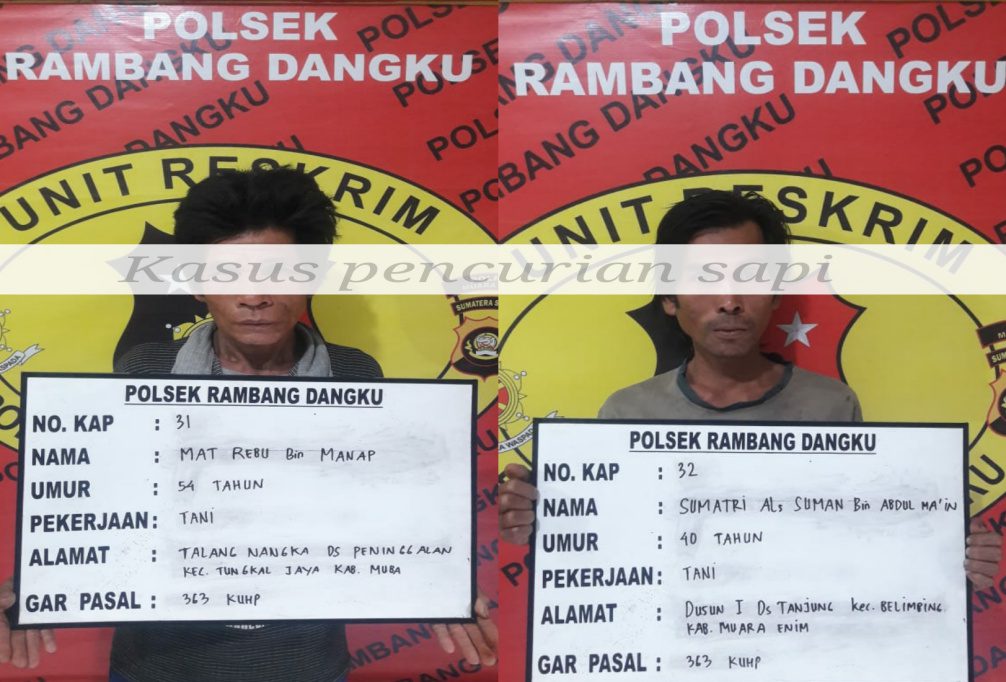 POLSEK
RAMBANG DANGKU
UNIT RESKRIM
Kasus pencurian sapi
POLSEK RAMBANG DANGKU
NO. KAP : 31
NAMA : MAT REBU Bin MANAP
UMUR : 54 TAHUN
PEKERJAAN : TANI
ALAMAT : TALANG NANGKA DS PENINGGALAN
KEC. TUNGKAL JAYA KAB. MUBA
GAR PASAL : 363 KUHP
POLSEK
RAMBANG DANGKU
UNIT RESKRIM
POLSEK RAMBANG DANGKU
NO. KAP : 32
NAMA : SUMATRI ALs SUMAN Bin ABDUL MA'IN
UMUR : 40 TAHUN
PEKERJAAN : TANI
ALAMAT : DUSUN I Ds TANJUNG KEC. BELIMBING
KAB. MUARA ENIM
GAR PASAL : 363 KUHP